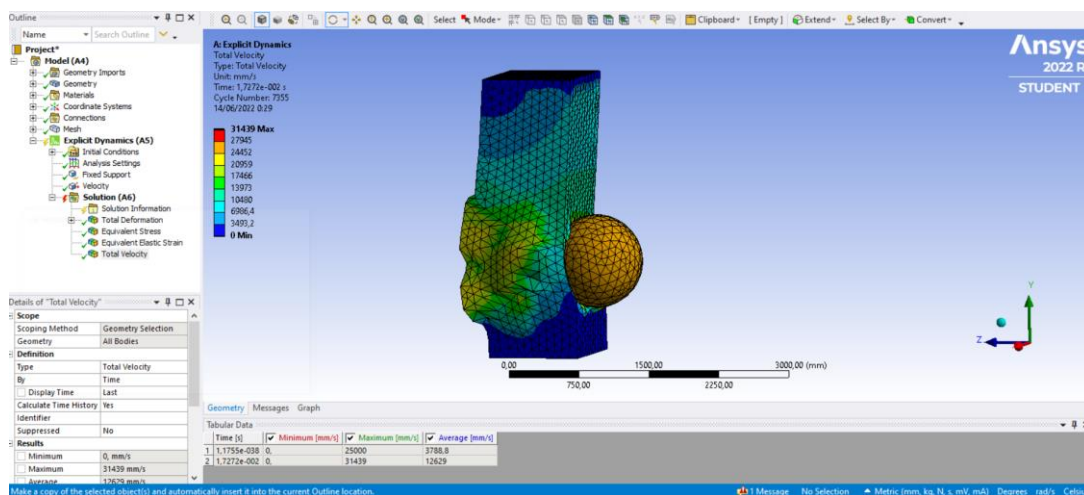 Outline
Name
Search Outline
Project*
Model (A4)
Geometry Imports
Geometry
Materials
Coordinate Systems
Connections
Mesh
Explicit Dynamics (A5)
Initial Conditions
Analysis Settings
Fixed Support
Velocity
Solution (A6)
Solution Information
Total Deformation
Equivalent Stress
Equivalent Elastic Strain
Total Velocity
Details of "Total Velocity"
Scope
Scoping Method Geometry Selection
Geometry All Bodies
Definition
Type Total Velocity
By Time
Display Time Last
Calculate Time History Yes
Identifier
Suppressed No
Results
Minimum 0, mm/s
Maximum 31439 mm/s
Average 12629 mm/s
Select Mode Clipboard [ Empty ] Extend Select By Convert
A: Explicit Dynamics
Total Velocity
Type: Total Velocity
Unit: mm/s
Time: 1,7272e-002 s
Cycle Number: 7355
14/06/2022 0:29
31439 Max
27945
24452
20959
17466
13973
10480
6986,4
3493,2
0 Min
Ansys
2022 R
STUDENT
0,00 1500,00 3000,00 (mm)
750,00 2250,00
Y
Z
Geometry Messages Graph
Tabular Data
Time [s] Minimum [mm/s] Maximum [mm/s] Average [mm/s]
1 1,1755e-038 0, 25000 3788,8
2 1,7272e-002 0, 31439 12629
Make a copy of the selected object(s) and automatically insert it into the current Outline location.
1 Message No Selection Metric (mm, kg, N, s, mV, mA) Degrees rad/s Celsi